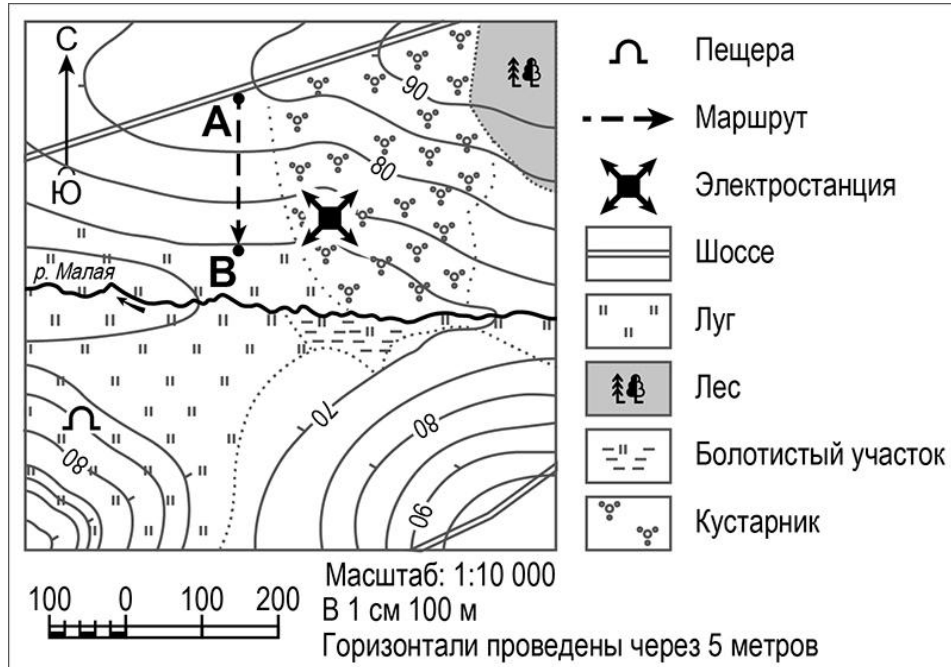 С
Ю
А
В
р. Малая
90
80
70
80
90
80
Пещера
Маршрут
Электростанция
Шоссе
Луг
Лес
Болотистый участок
Кустарник
100 0 100 200
Масштаб: 1:10 000
В 1 см 100 м
Горизонтали проведены через 5 метров